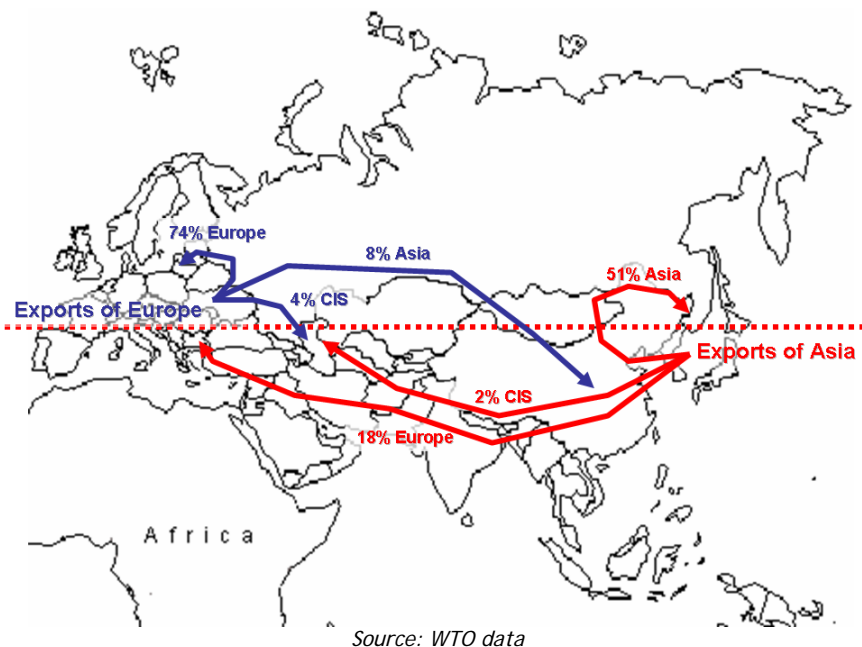 74% Europe
8% Asia
51% Asia
4% CIS
Exports of Europe
Exports of Asia
2% CIS
18% Europe
Africa
Source: WTO data